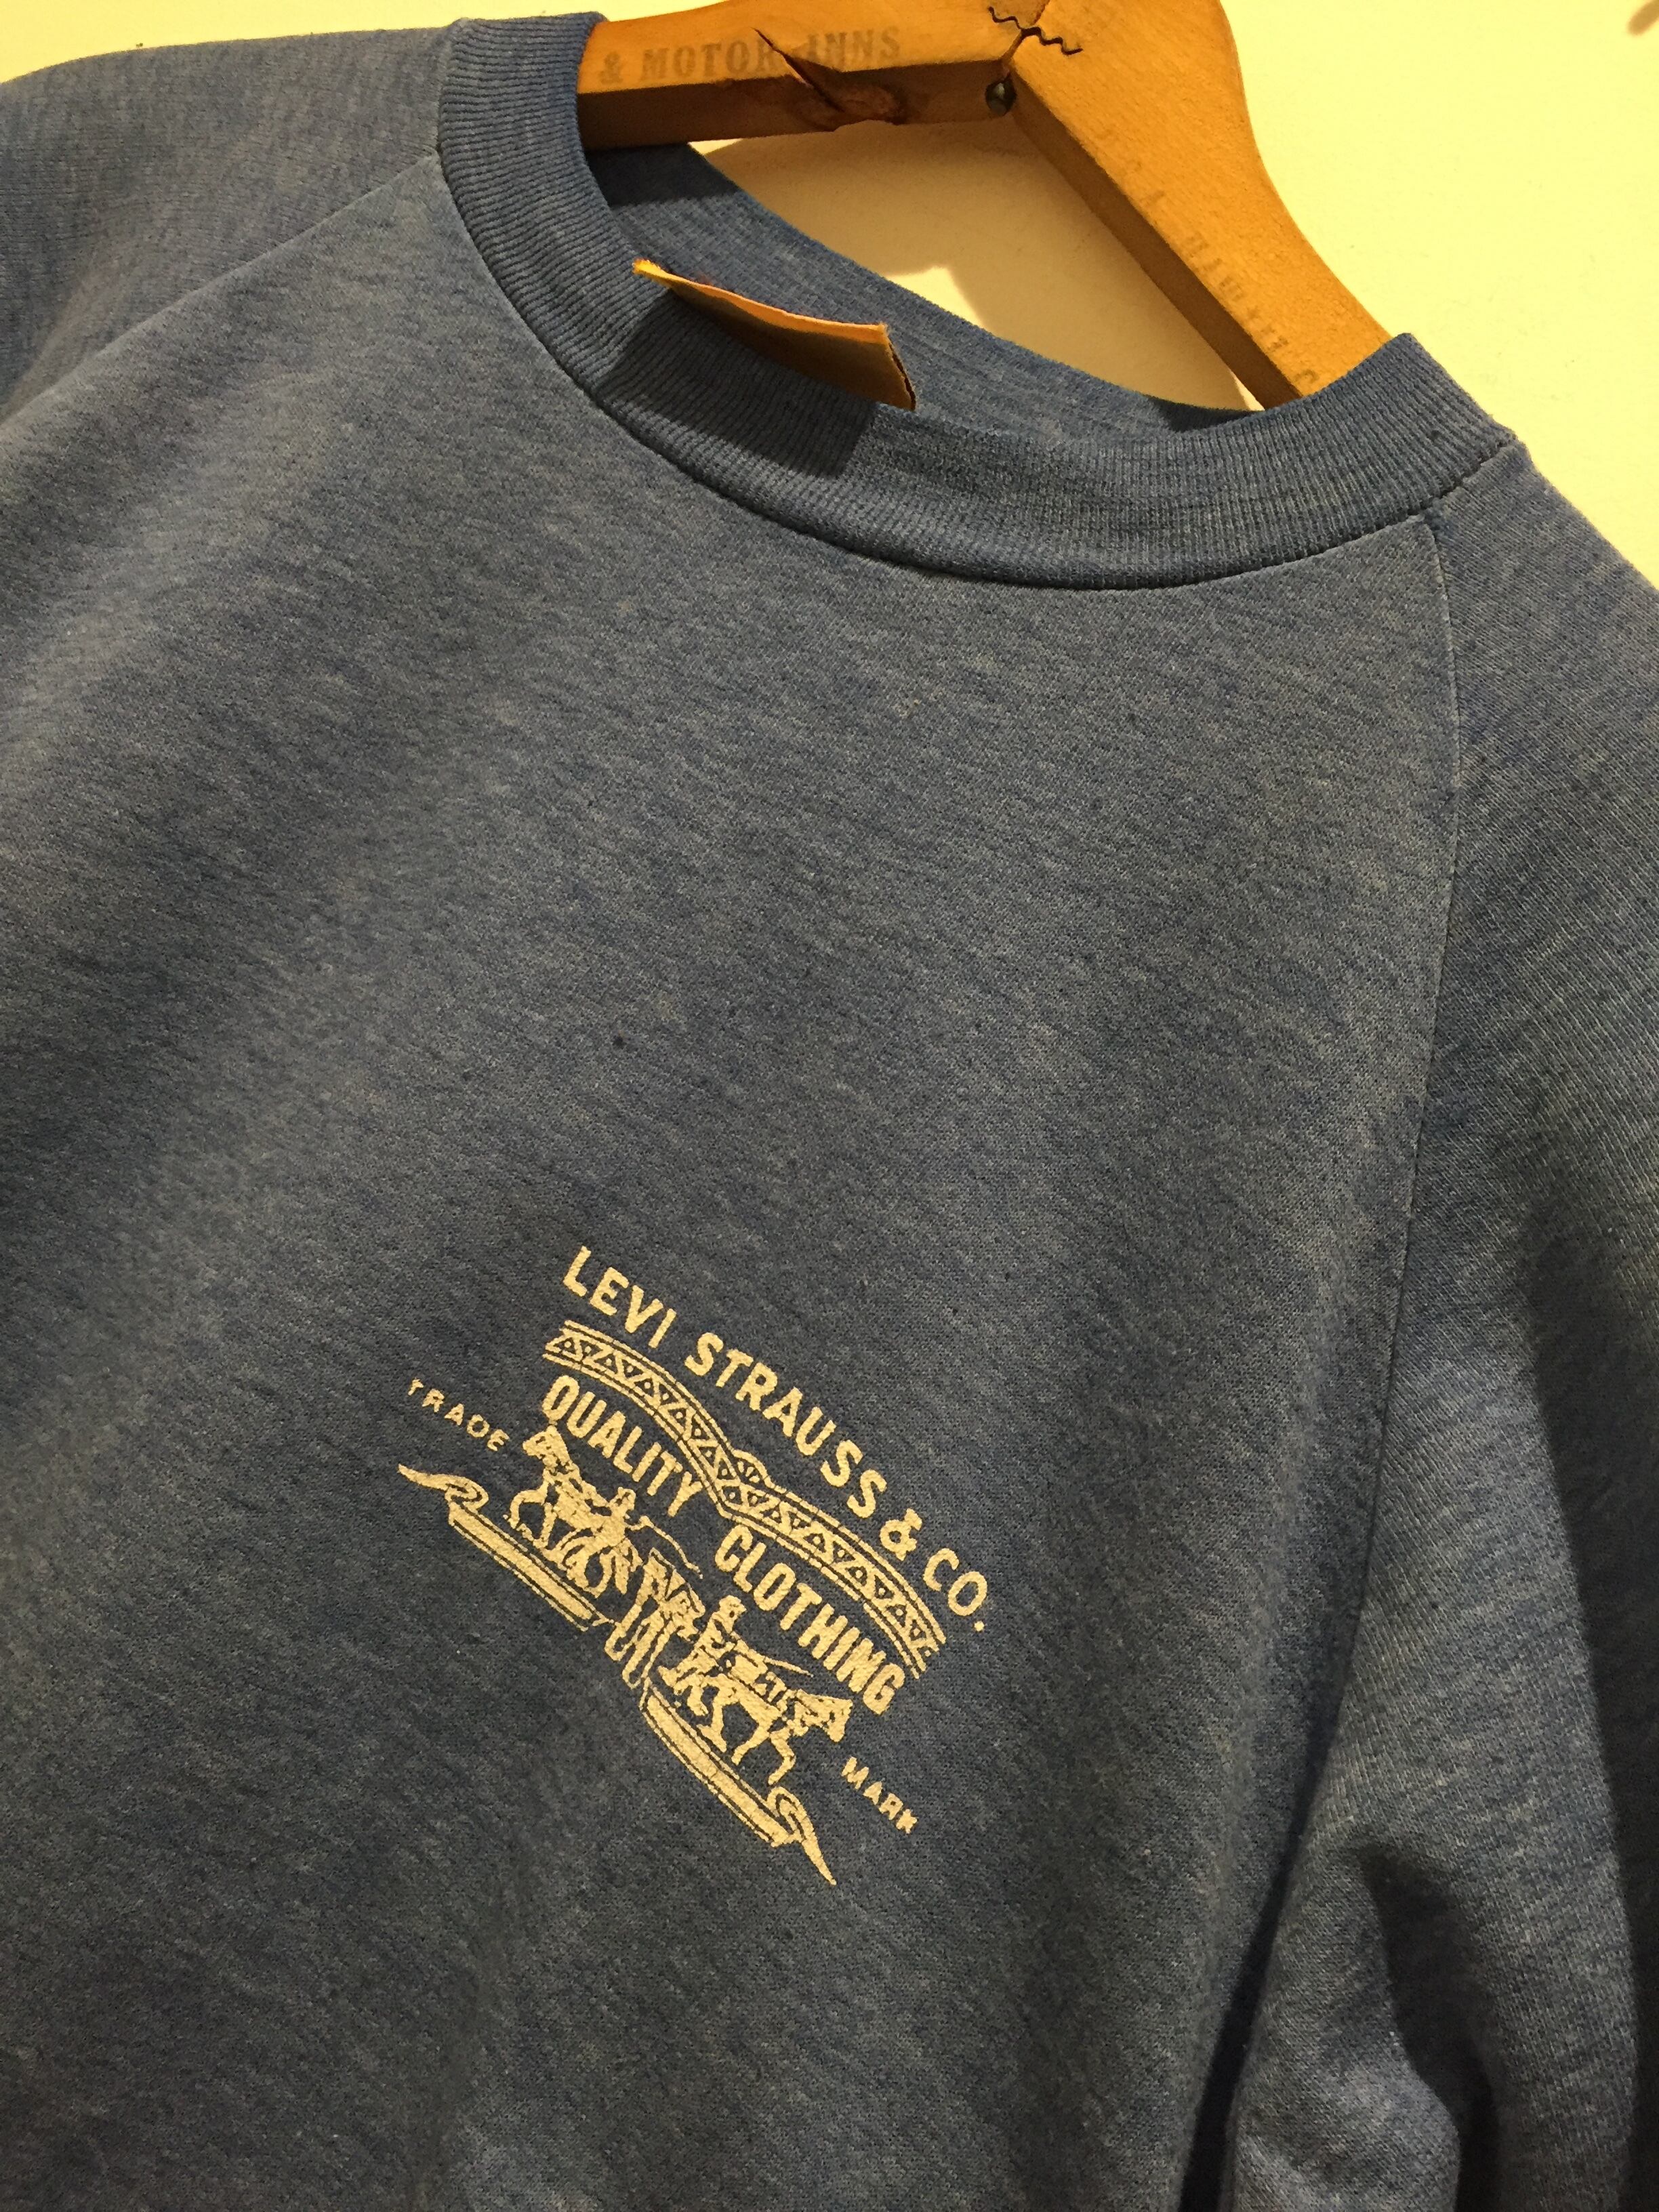 & MOTOR INNS
LEVI STRAUSS & CO.
QUALITY CLOTHING
TRADE
MARK